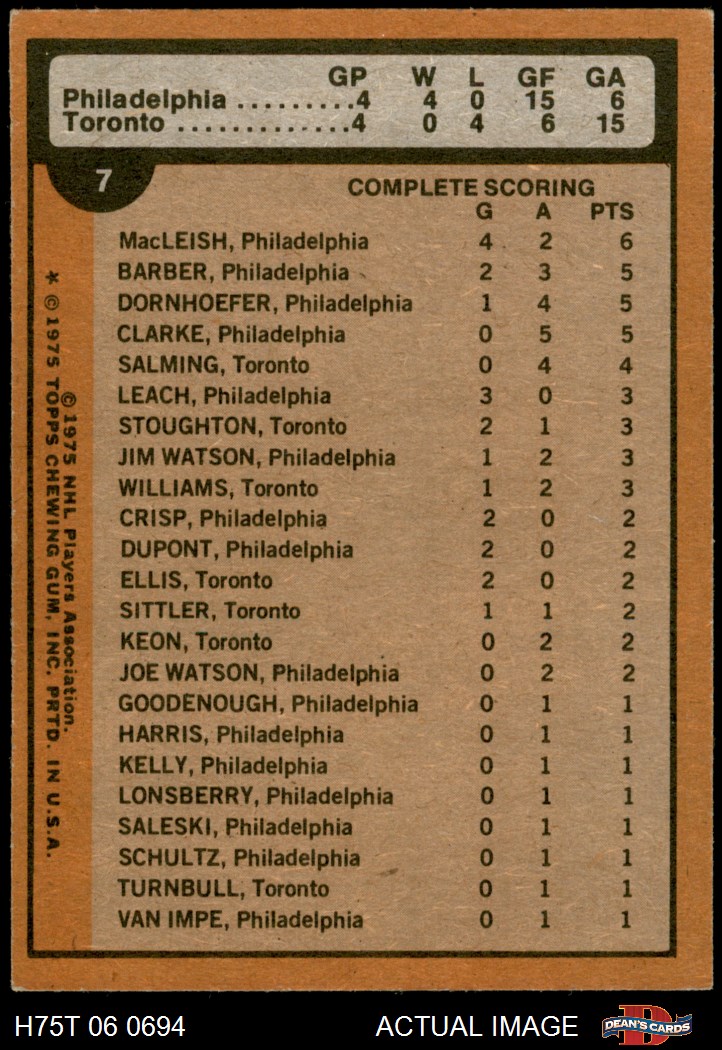 GP W L GF GA
Philadelphia .........4 4 0 15 6
Toronto .............4 0 4 6 15
7
COMPLETE SCORING
G A PTS
MacLEISH, Philadelphia 4 2 6
BARBER, Philadelphia 2 3 5
DORNHOEFER, Philadelphia 1 4 5
CLARKE, Philadelphia 0 5 5
SALMING, Toronto 0 4 4
LEACH, Philadelphia 3 0 3
STOUGHTON, Toronto 2 1 3
JIM WATSON, Philadelphia 1 2 3
WILLIAMS, Toronto 1 2 3
CRISP, Philadelphia 2 0 2
DUPONT, Philadelphia 2 0 2
ELLIS, Toronto 2 0 2
SITTLER, Toronto 1 1 2
KEON, Toronto 0 2 2
JOE WATSON, Philadelphia 0 2 2
GOODENOUGH, Philadelphia 0 1 1
HARRIS, Philadelphia 0 1 1
KELLY, Philadelphia 0 1 1
LONSBERRY, Philadelphia 0 1 1
SALESKI, Philadelphia 0 1 1
SCHULTZ, Philadelphia 0 1 1
TURNBULL, Toronto 0 1 1
VAN IMPE, Philadelphia 0 1 1
© 1975 NHL Players Association.
* © 1975 TOPPS CHEWING GUM, INC. PRTD. IN U.S.A.
H75T 06 0694 ACTUAL IMAGE D DEAN'S CARDS